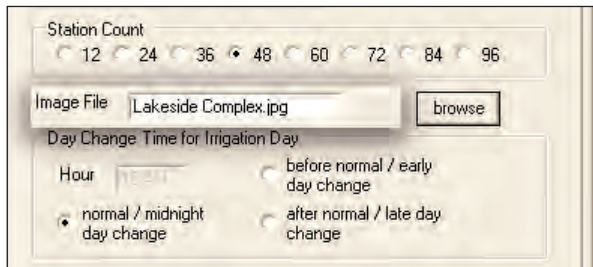 Station Count
12 24 36 48 60 72 84 96
Image File Lakeside Complex.jpg browse
Day Change Time for Irrigation Day
Hour
before normal / early
day change
normal / midnight
day change
after normal / late day
change